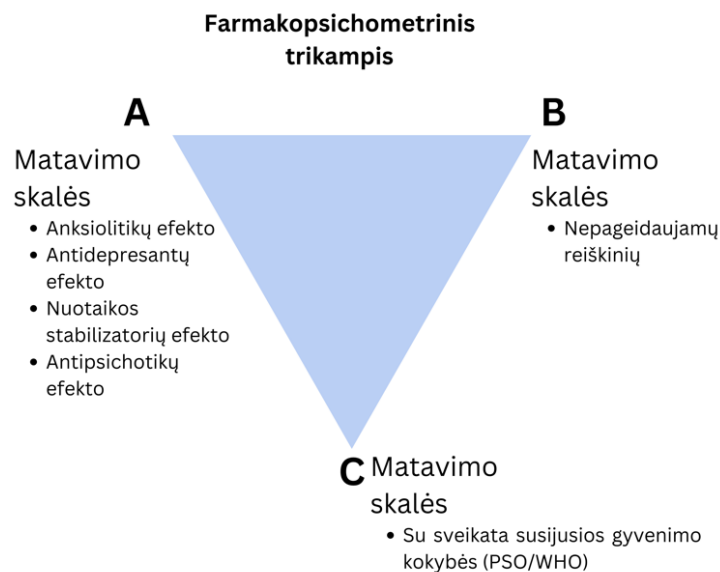 Farmakopsichometrinis
trikampis
A
B
Matavimo
skalės
• Anksiolitikų efekto
• Antidepresantų
efekto
• Nuotaikos
stabilizatorių efekto
• Antipsichotikų
efekto
Matavimo
skalės
• Nepageidaujamų
reiškinių
C
Matavimo
skalės
• Su sveikata susijusios gyvenimo
kokybės (PSO/WHO)